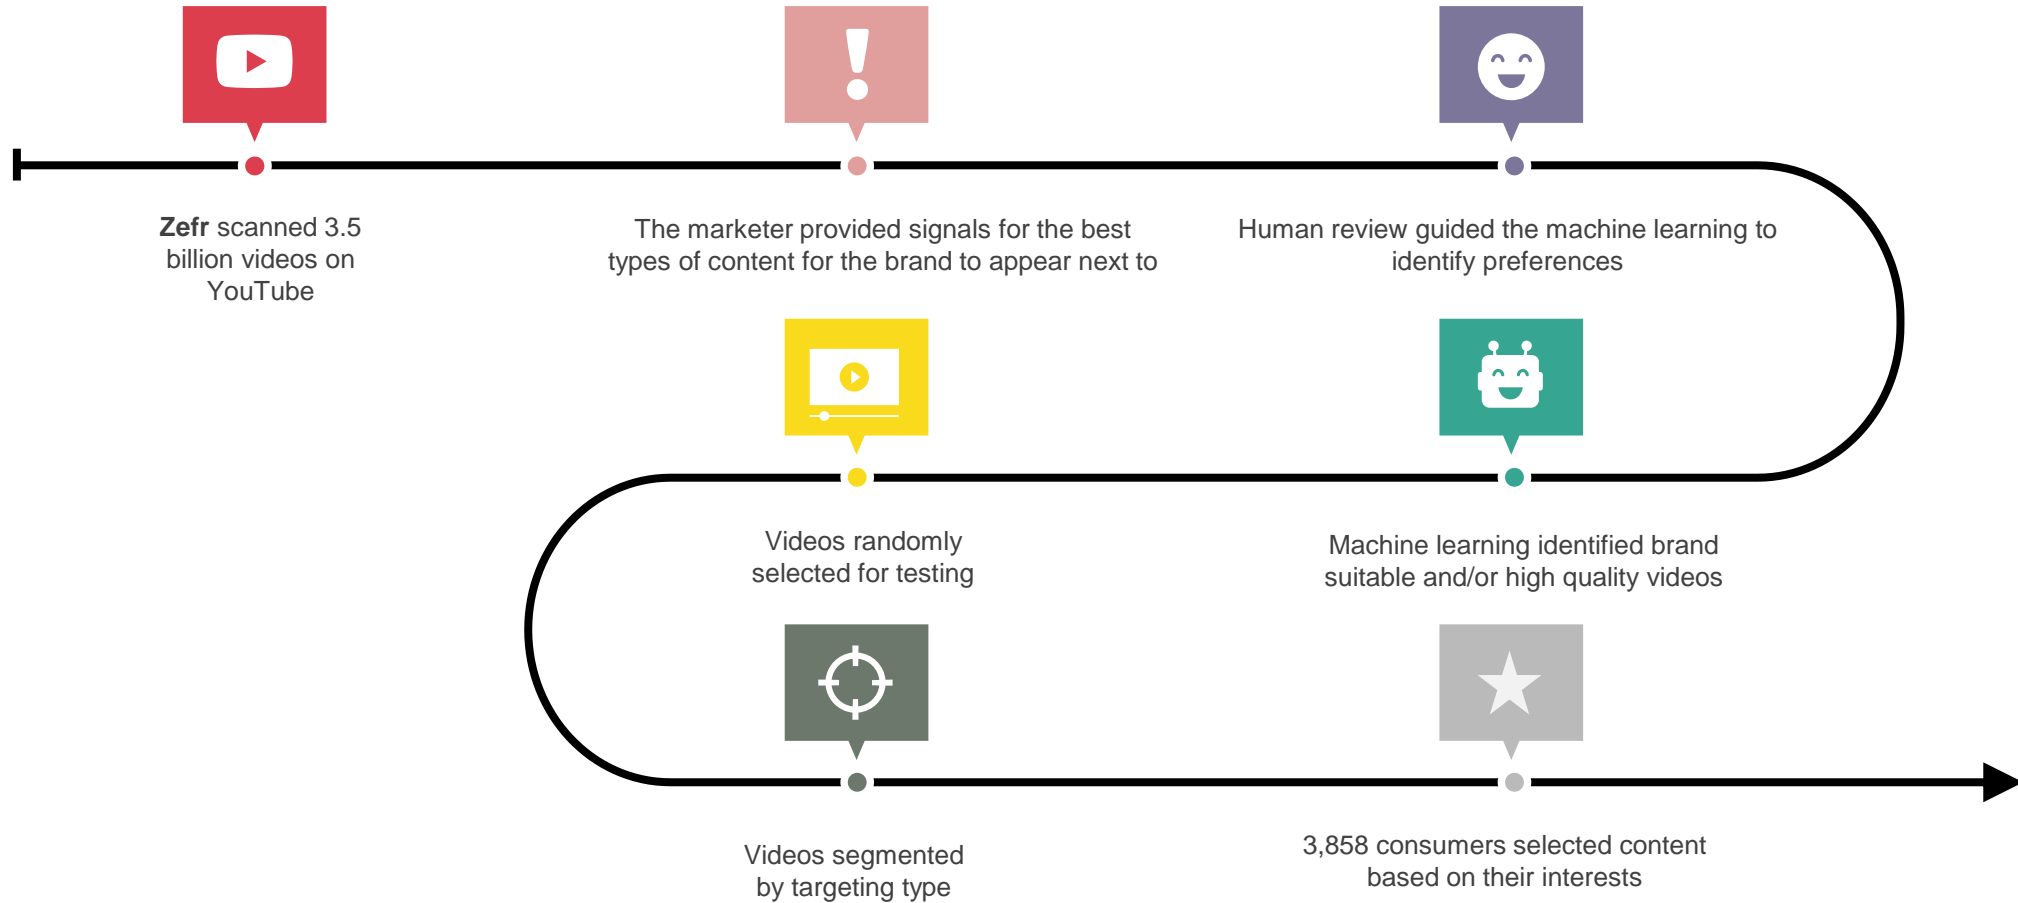 Zefr scanned 3.5
billion videos on
YouTube
The marketer provided signals for the best
types of content for the brand to appear next to
Human review guided the machine learning to
identify preferences
Machine learning identified brand
suitable and/or high quality videos
Videos randomly
selected for testing
Videos segmented
by targeting type
3,858 consumers selected content
based on their interests